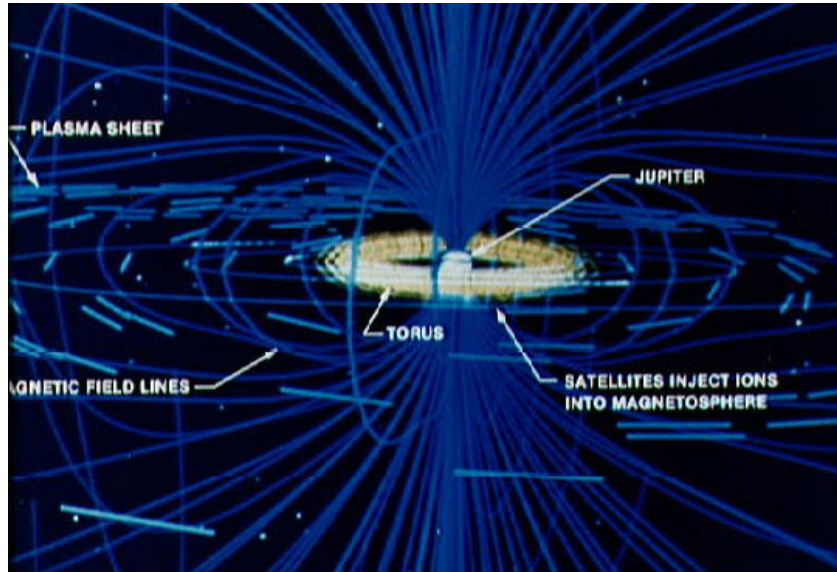 PLASMA SHEET
JUPITER
TORUS
AGNETIC FIELD LINES
SATELLITES INJECT IONS
INTO MAGNETOSPHERE